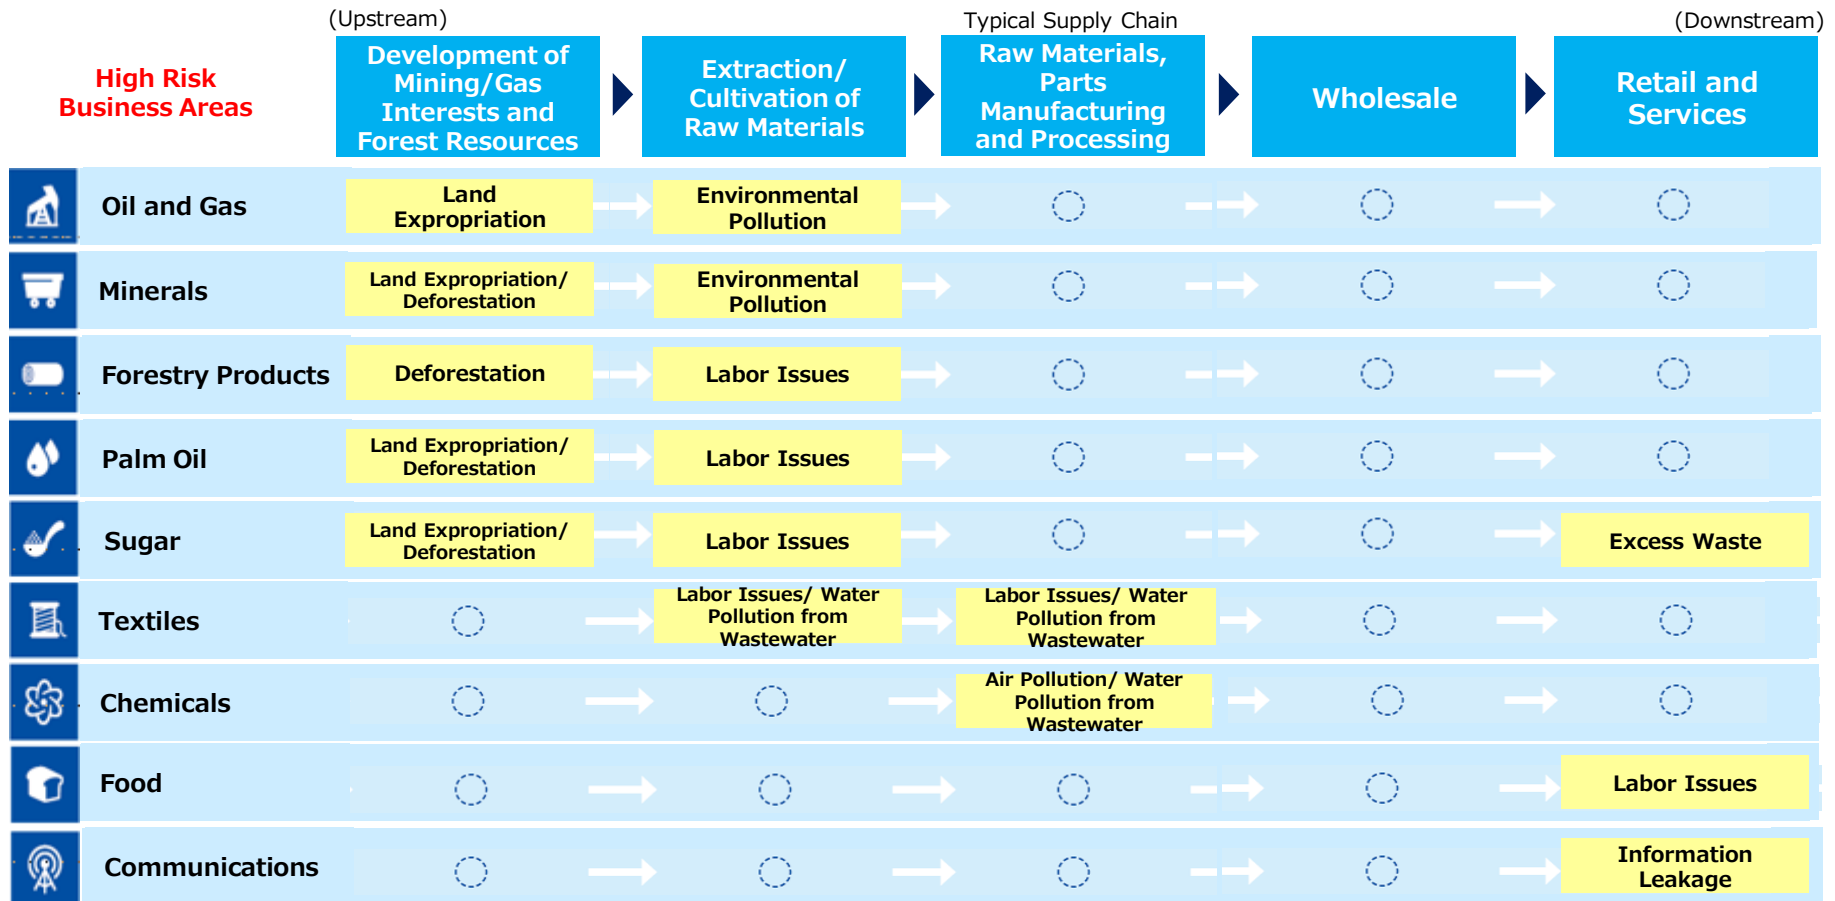 (Upstream)
Typical Supply Chain
(Downstream)
High Risk
Business Areas
Development of
Mining/Gas
Interests and
Forest Resources
Extraction/
Cultivation of
Raw Materials
Raw Materials,
Parts
Manufacturing
and Processing
Wholesale
Retail and
Services
Oil and Gas
Land
Expropriation
Environmental
Pollution
Minerals
Land Expropriation/
Deforestation
Environmental
Pollution
Forestry Products
Deforestation
Labor Issues
Palm Oil
Land Expropriation/
Deforestation
Labor Issues
Sugar
Land Expropriation/
Deforestation
Labor Issues
Excess Waste
Textiles
Labor Issues/ Water
Pollution from
Wastewater
Labor Issues/ Water
Pollution from
Wastewater
Chemicals
Air Pollution/ Water
Pollution from
Wastewater
Food
Labor Issues
Communications
Information
Leakage